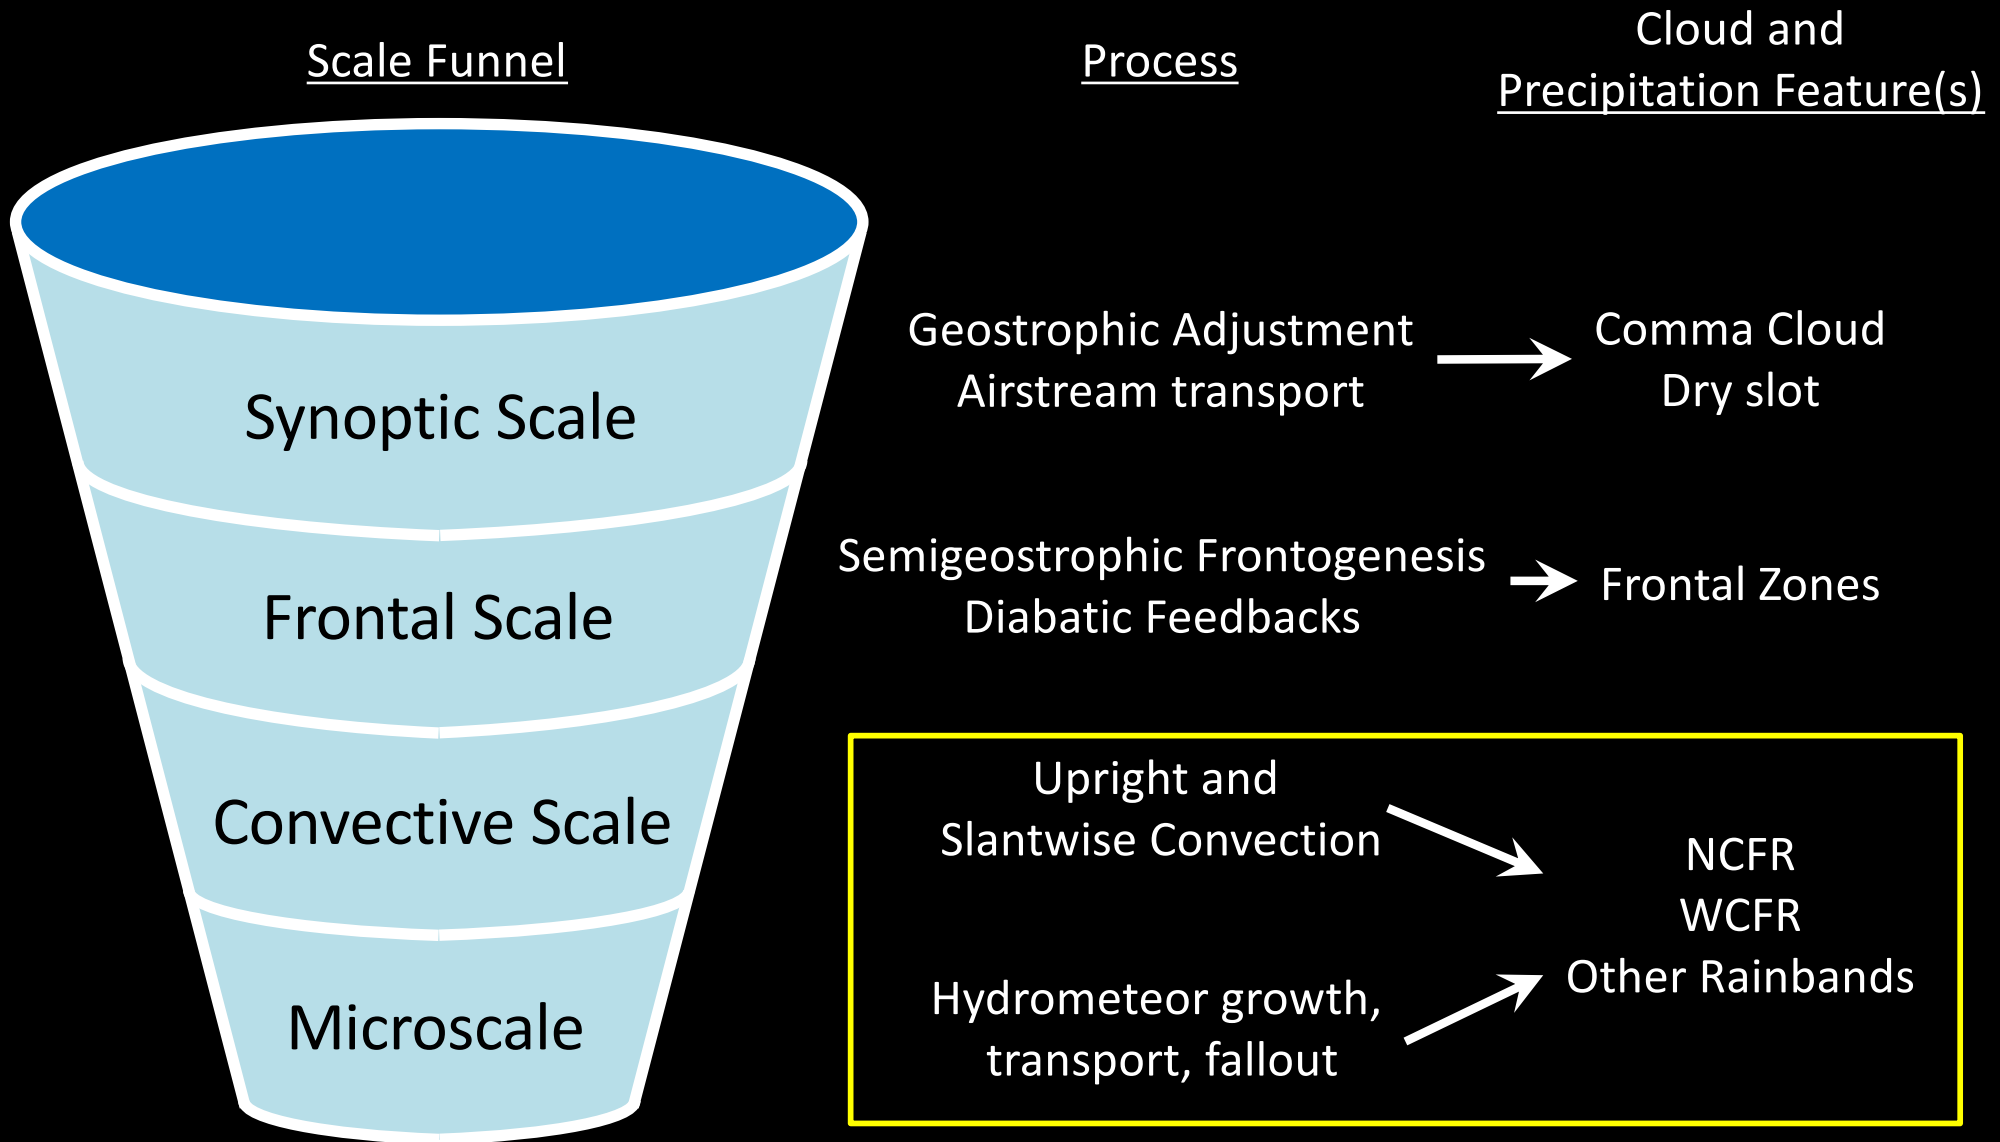 Scale Funnel
Process
Cloud and
Precipitation Feature(s)
Synoptic Scale
Geostrophic Adjustment
Airstream transport
Comma Cloud
Dry slot
Frontal Scale
Semigeostrophic Frontogenesis
Diabatic Feedbacks
Frontal Zones
Convective Scale
Upright and
Slantwise Convection
Microscale
Hydrometeor growth,
transport, fallout
NCFR
WCFR
Other Rainbands